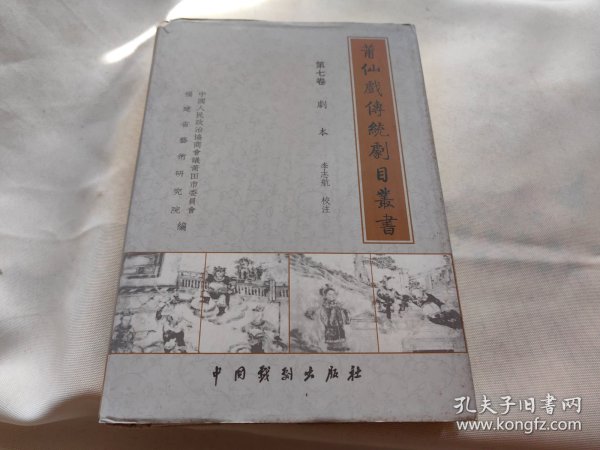 莆仙戲傳統劇目叢書
第七卷 劇本 李志航 校注
中國人民政治協商會議莆田市委員會
福建省藝術研究院 編
中国戏剧出版社
孔夫子旧书网
www.kongfz.com